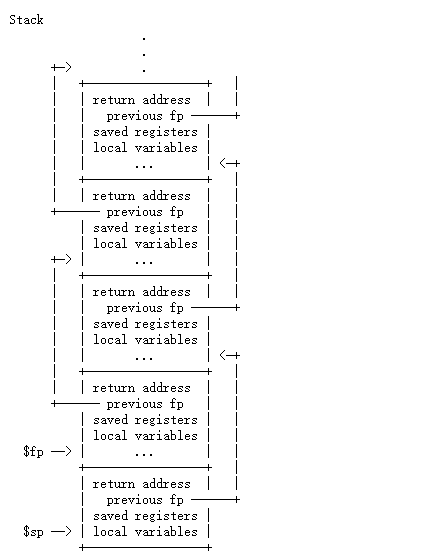 Stack
.
.
.
return address
previous fp
saved registers
local variables
...
return address
previous fp
saved registers
local variables
...
return address
previous fp
saved registers
local variables
...
return address
previous fp
saved registers
local variables
$fp ...
return address
previous fp
saved registers
$sp local variables